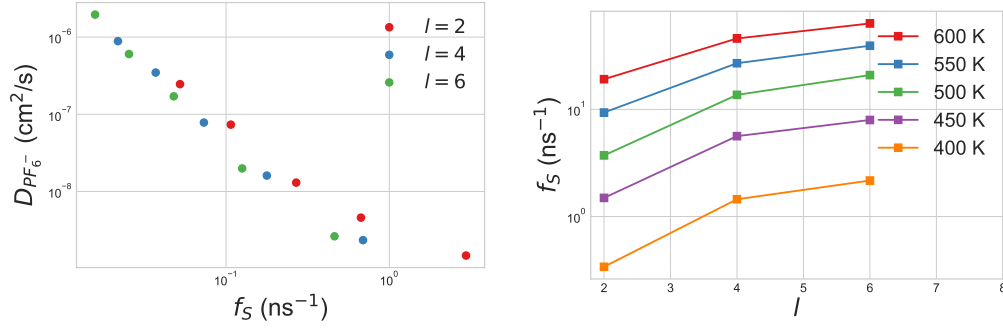 10⁻⁶
10⁻⁷
10⁻⁸
D_{PF₆⁻} (cm²/s)
l = 2
l = 4
l = 6
10⁻¹ 10⁰
f_S (ns⁻¹)
10¹
10⁰
f_S (ns⁻¹)
600 K
550 K
500 K
450 K
400 K
2 3 4 5 6 7 8
l